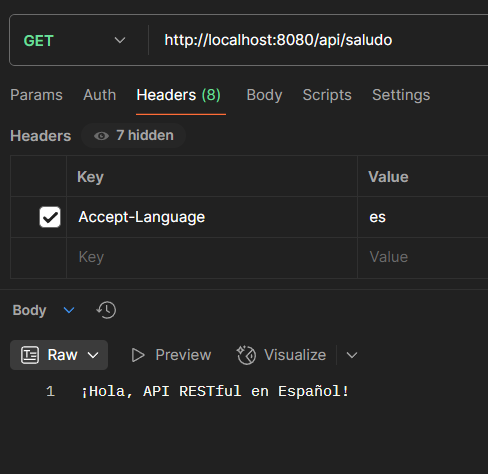 GET http://localhost:8080/api/saludo
Params Auth Headers (8) Body Scripts Settings
Headers 7 hidden
Key Value
Accept-Language es
Key Value
Body
Raw Preview Visualize
1 ¡Hola, API RESTful en Español!